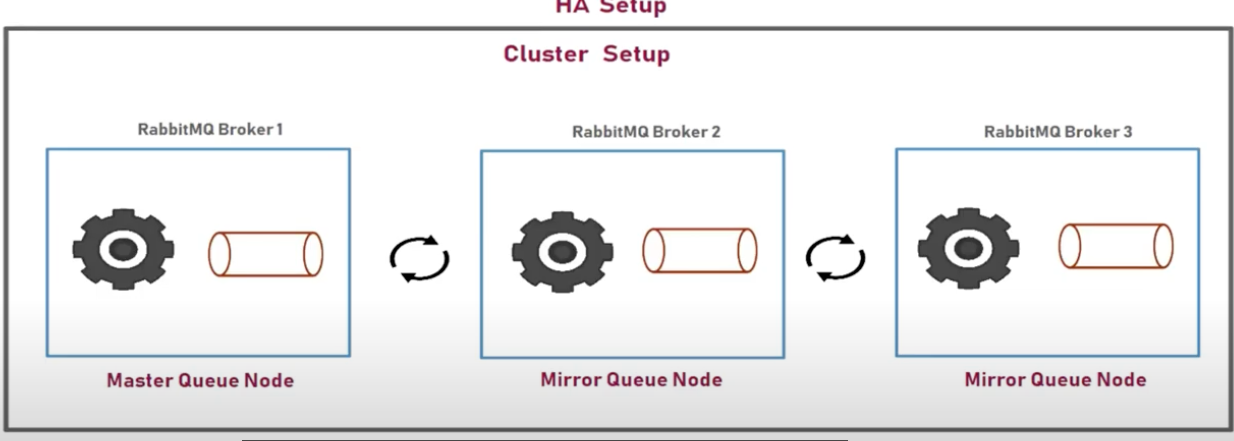 HA Setup
Cluster Setup
RabbitMQ Broker 1
RabbitMQ Broker 2
RabbitMQ Broker 3
Master Queue Node
Mirror Queue Node
Mirror Queue Node